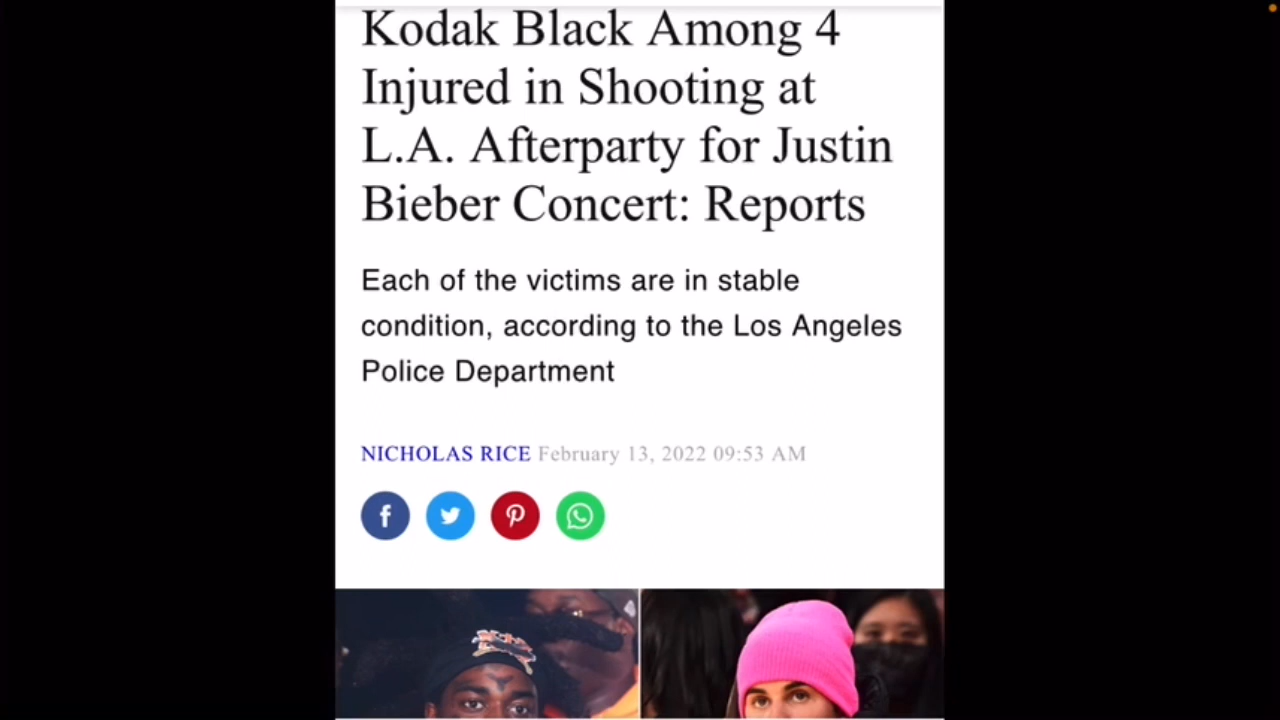 Kodak Black Among 4
Injured in Shooting at
L.A. Afterparty for Justin
Bieber Concert: Reports
Each of the victims are in stable
condition, according to the Los Angeles
Police Department
NICHOLAS RICE February 13, 2022 09:53 AM